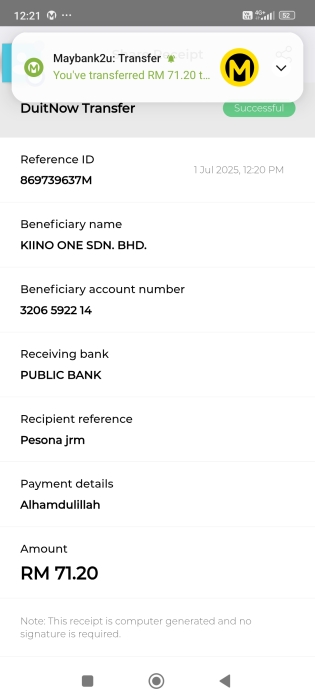 12:21
4G+
52
Share Receipt
Maybank2u: Transfer
You've transferred RM 71.20 t...
DuitNow Transfer
Successful
Reference ID
1 Jul 2025, 12:20 PM
869739637M
Beneficiary name
KIINO ONE SDN. BHD.
Beneficiary account number
3206 5922 14
Receiving bank
PUBLIC BANK
Recipient reference
Pesona jrm
Payment details
Alhamdulillah
Amount
RM 71.20
Note: This receipt is computer generated and no
signature is required.